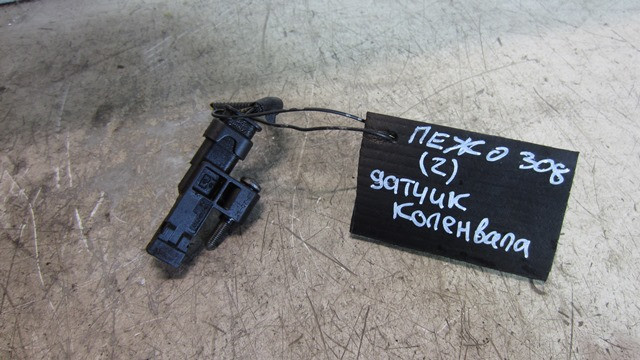 ПЕЖО 308
(2)
датчик
коленвала